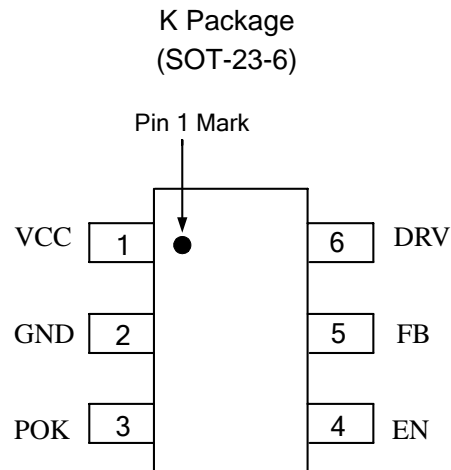 K Package
(SOT-23-6)
Pin 1 Mark
VCC 1 6 DRV
GND 2 5 FB
POK 3 4 EN